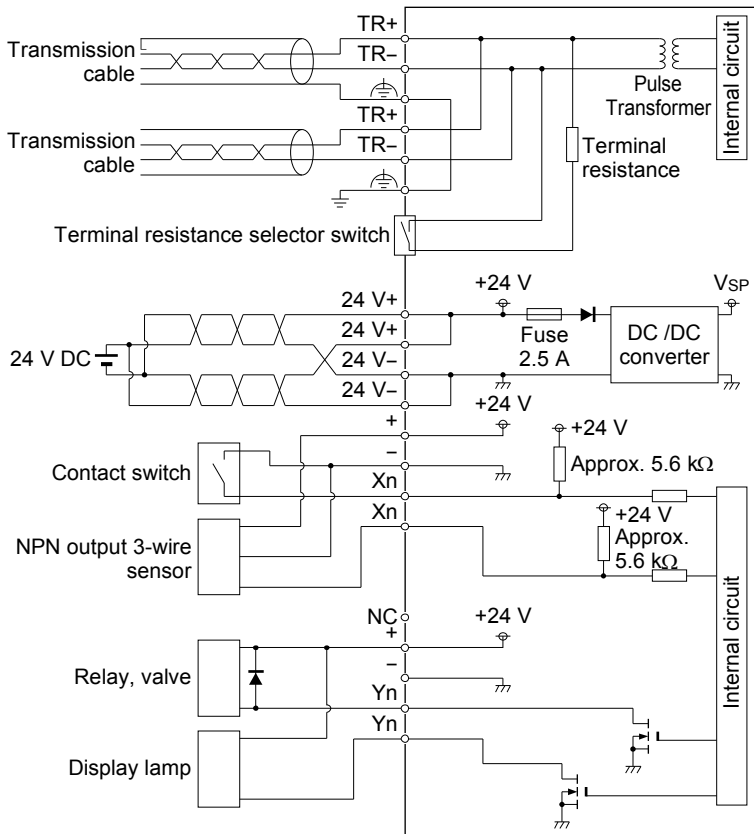 TR+
TR−
Transmission
cable
Internal circuit
Pulse
Transformer
TR+
TR−
Transmission
cable
Terminal
resistance
Terminal resistance selector switch
+24 V
VSP
24 V+
24 V+
24 V−
24 V−
24 V DC
Fuse
2.5 A
DC /DC
converter
+
+24 V
−
+24 V
Contact switch
Xn
Approx. 5.6 kΩ
Xn
+24 V
Approx.
5.6 kΩ
NPN output 3-wire
sensor
NC
+
+24 V
−
Relay, valve
Yn
Yn
Display lamp
Internal circuit